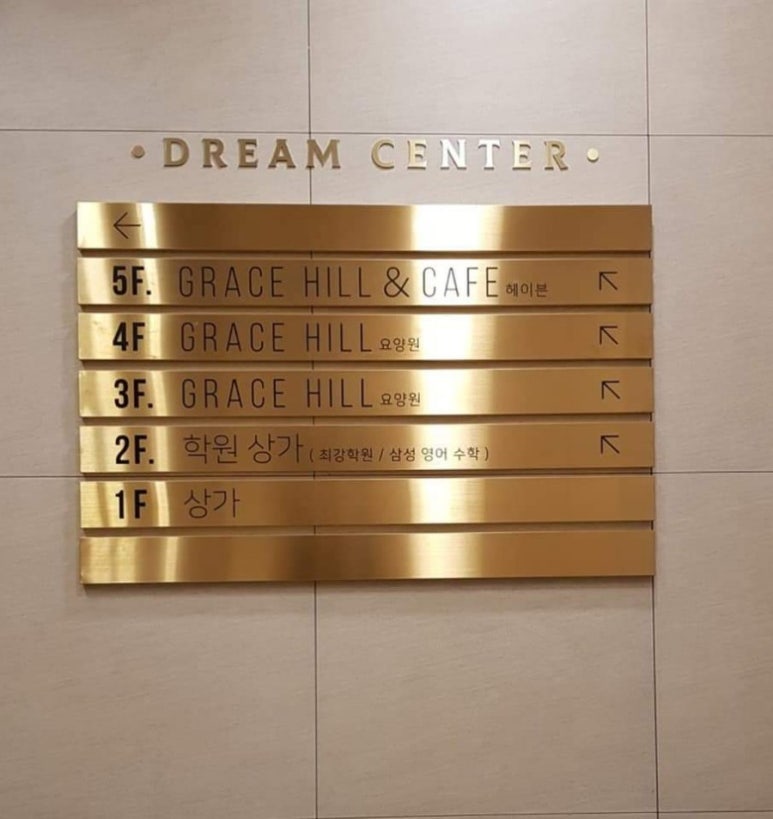 • DREAM CENTER •
←
5F. GRACE HILL & CAFE 헤이븐 ↖
4F GRACE HILL 요양원 ↖
3F. GRACE HILL 요양원 ↖
2F. 학원 상가 ( 최강학원 / 삼성 영어 수학 ) ↖
1F 상가